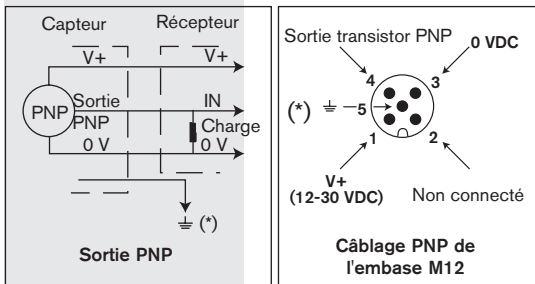 Capteur Récepteur
V+ V+
PNP Sortie PNP IN
Charge
0 V 0 V
(*)
Sortie PNP
Sortie transistor PNP 0 VDC
4 3
(*) 5
1 2
V+
(12-30 VDC) Non connecté
Câblage PNP de
l'embase M12